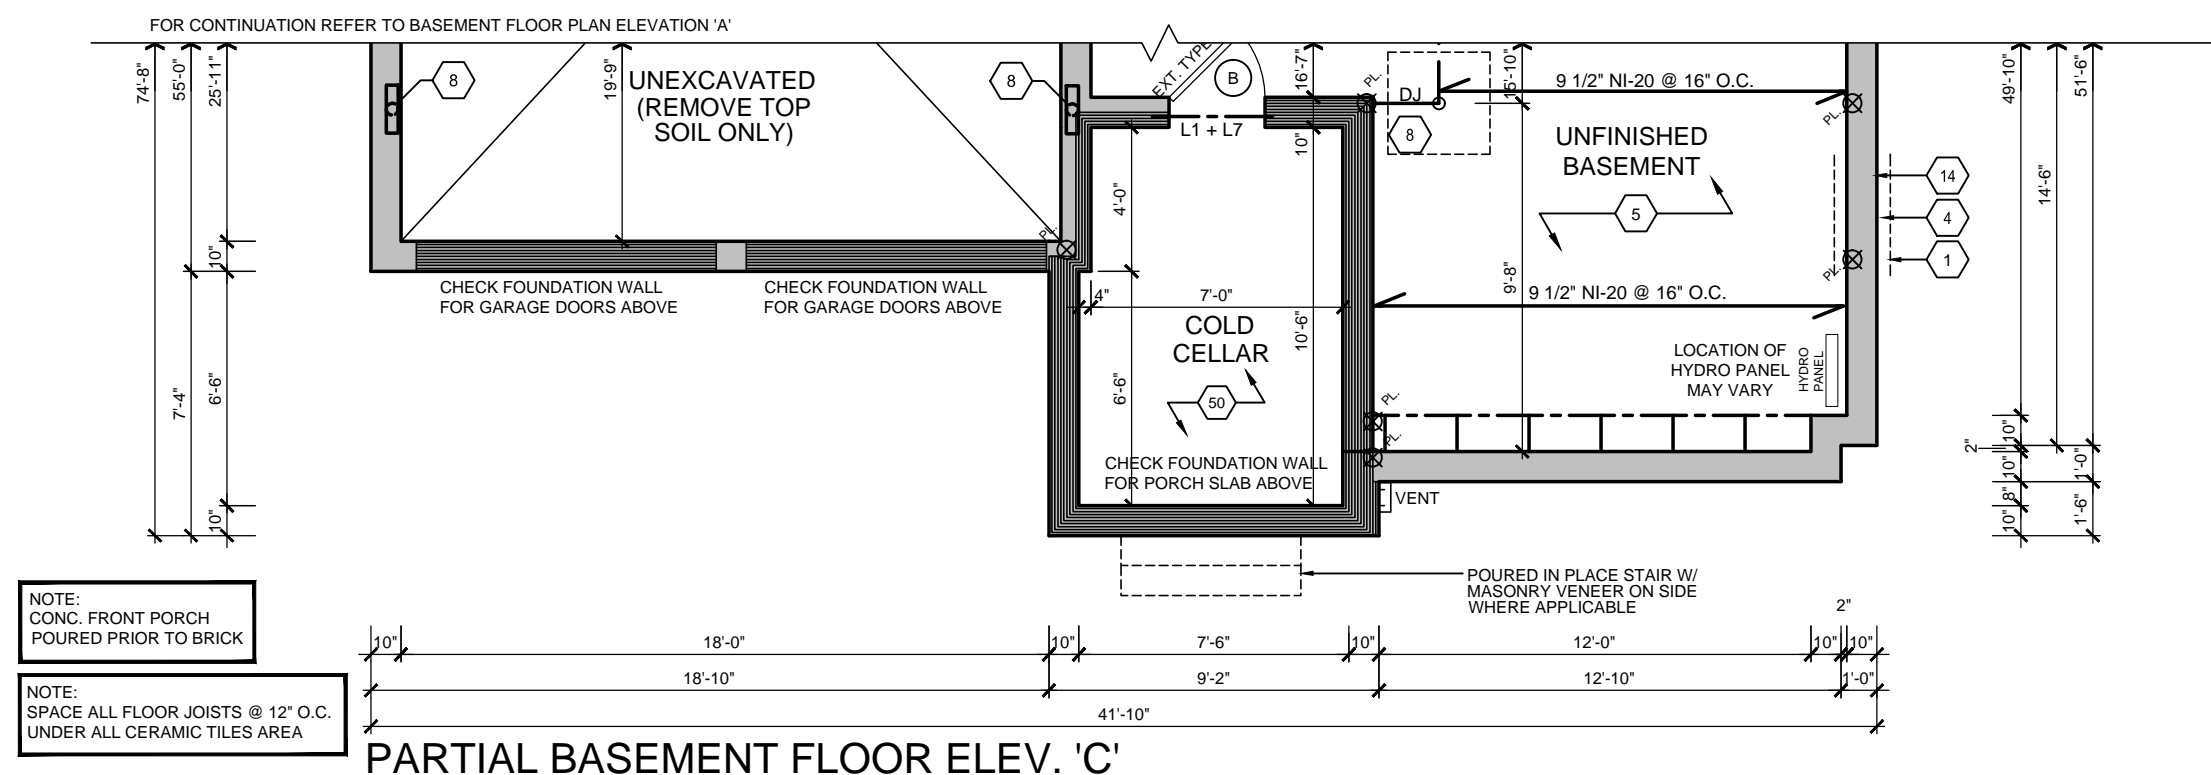 FOR CONTINUATION REFER TO BASEMENT FLOOR PLAN ELEVATION 'A'
74'-8"
55'-0"
25'-11"
10"
7'-4"
6'-6"
10"
8
19'-9"
UNEXCAVATED
(REMOVE TOP
SOIL ONLY)
8
PL.
CHECK FOUNDATION WALL
FOR GARAGE DOORS ABOVE
CHECK FOUNDATION WALL
FOR GARAGE DOORS ABOVE
EXT. TYPE
B
16'-7"
L1 + L7
10"
4'-0"
4"
7'-0"
COLD
CELLAR
10'-6"
6'-6"
50
CHECK FOUNDATION WALL
FOR PORCH SLAB ABOVE
VENT
PL.
DJ
8
15'-10"
9 1/2" NI-20 @ 16" O.C.
PL.
UNFINISHED
BASEMENT
5
9'-8"
9 1/2" NI-20 @ 16" O.C.
PL.
LOCATION OF
HYDRO PANEL
MAY VARY
HYDRO
PANEL
PL.
PL.
14
4
1
49'-10"
51'-6"
14'-6"
2"
10"
10"
1'-0"
8"
10"
1'-6"
POURED IN PLACE STAIR W/
MASONRY VENEER ON SIDE
WHERE APPLICABLE
NOTE:
CONC. FRONT PORCH
POURED PRIOR TO BRICK
NOTE:
SPACE ALL FLOOR JOISTS @ 12" O.C.
UNDER ALL CERAMIC TILES AREA
2"
10" 18'-0" 10" 7'-6" 10" 12'-0" 10" 10"
18'-10" 9'-2" 12'-10" 1'-0"
41'-10"
PARTIAL BASEMENT FLOOR ELEV. 'C'